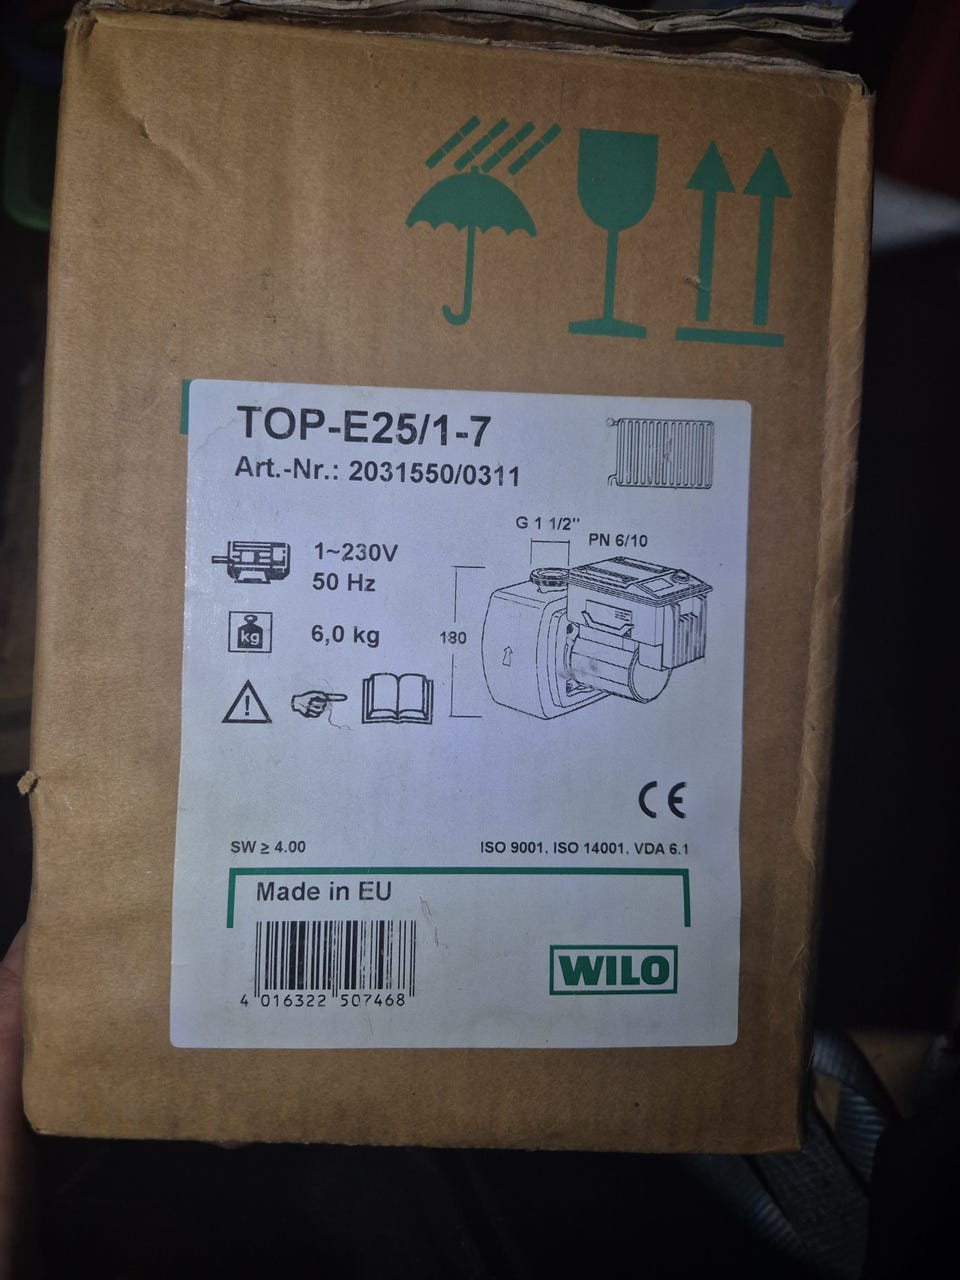 TOP-E25/1-7
Art.-Nr.: 2031550/0311
G 1 1/2"
PN 6/10
1~230V
50 Hz
kg
6,0 kg
180
!
CE
SW ≥ 4.00
ISO 9001, ISO 14001, VDA 6.1
Made in EU
4 016322 507468
WILO